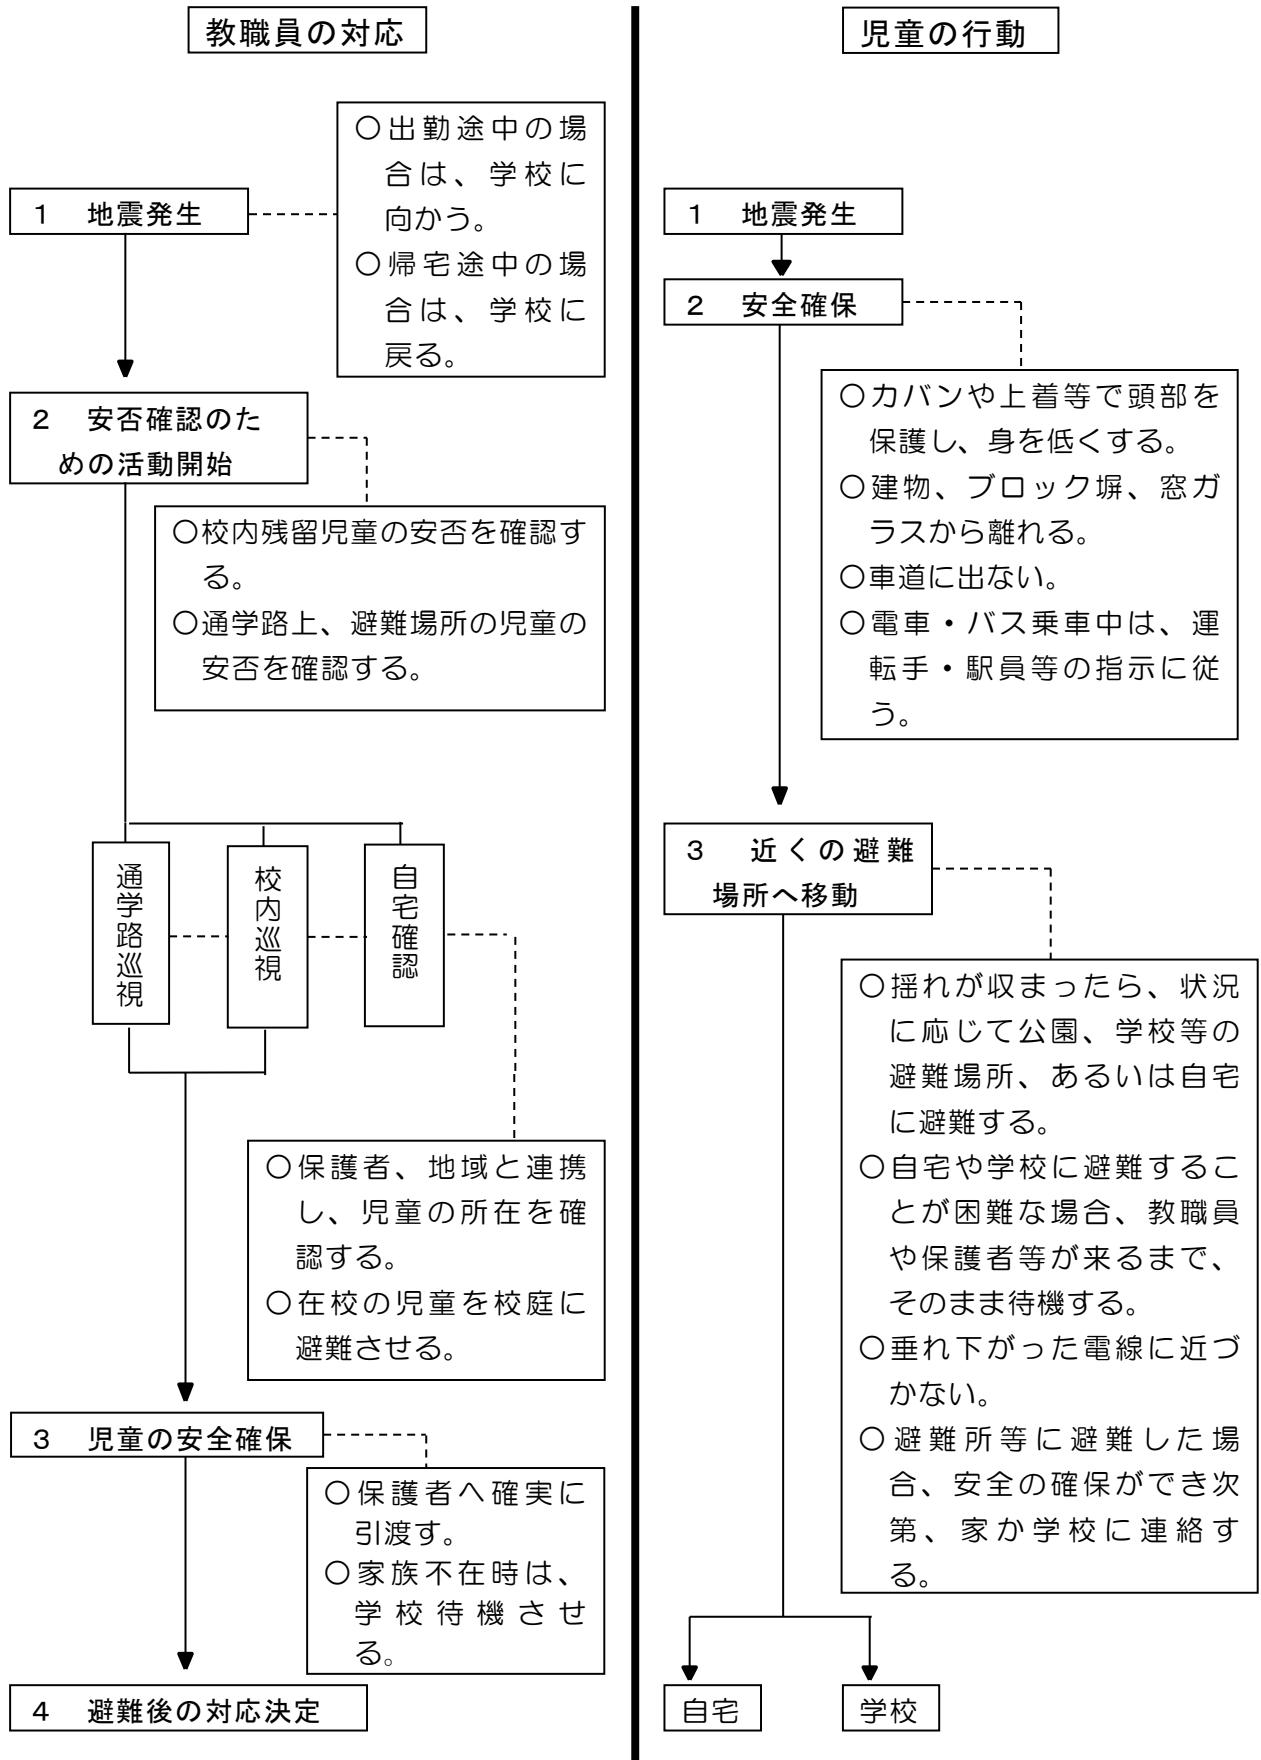 教職員の対応
○出勤途中の場
合は、学校に
向かう。
○帰宅途中の場
合は、学校に
戻る。
1 地震発生
2 安否確認のた
めの活動開始
○校内残留児童の安否を確認す
る。
○通学路上、避難場所の児童の
安否を確認する。
通学路巡視
校内巡視
自宅確認
○保護者、地域と連携
し、児童の所在を確
認する。
○在校の児童を校庭に
避難させる。
3 児童の安全確保
○保護者へ確実に
引渡す。
○家族不在時は、
学校待機させ
る。
4 避難後の対応決定
児童の行動
1 地震発生
2 安全確保
○カバンや上着等で頭部を
保護し、身を低くする。
○建物、ブロック塀、窓ガ
ラスから離れる。
○車道に出ない。
○電車・バス乗車中は、運
転手・駅員等の指示に従
う。
3 近くの避難
場所へ移動
○揺れが収まったら、状況
に応じて公園、学校等の
避難場所、あるいは自宅
に避難する。
○自宅や学校に避難するこ
とが困難な場合、教職員
や保護者等が来るまで、
そのまま待機する。
○垂れ下がった電線に近づ
かない。
○避難所等に避難した場
合、安全の確保ができ次
第、家か学校に連絡す
る。
自宅
学校